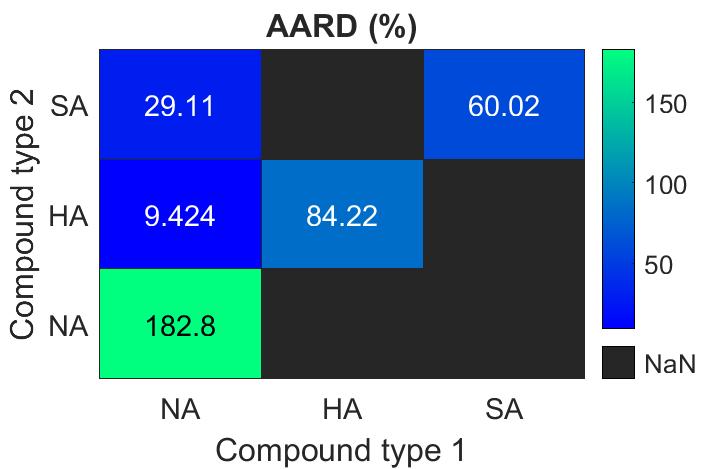 AARD (%)
Compound type 2
SA
29.11
60.02
HA
9.424
84.22
NA
182.8
NA
HA
SA
Compound type 1
150
100
50
NaN